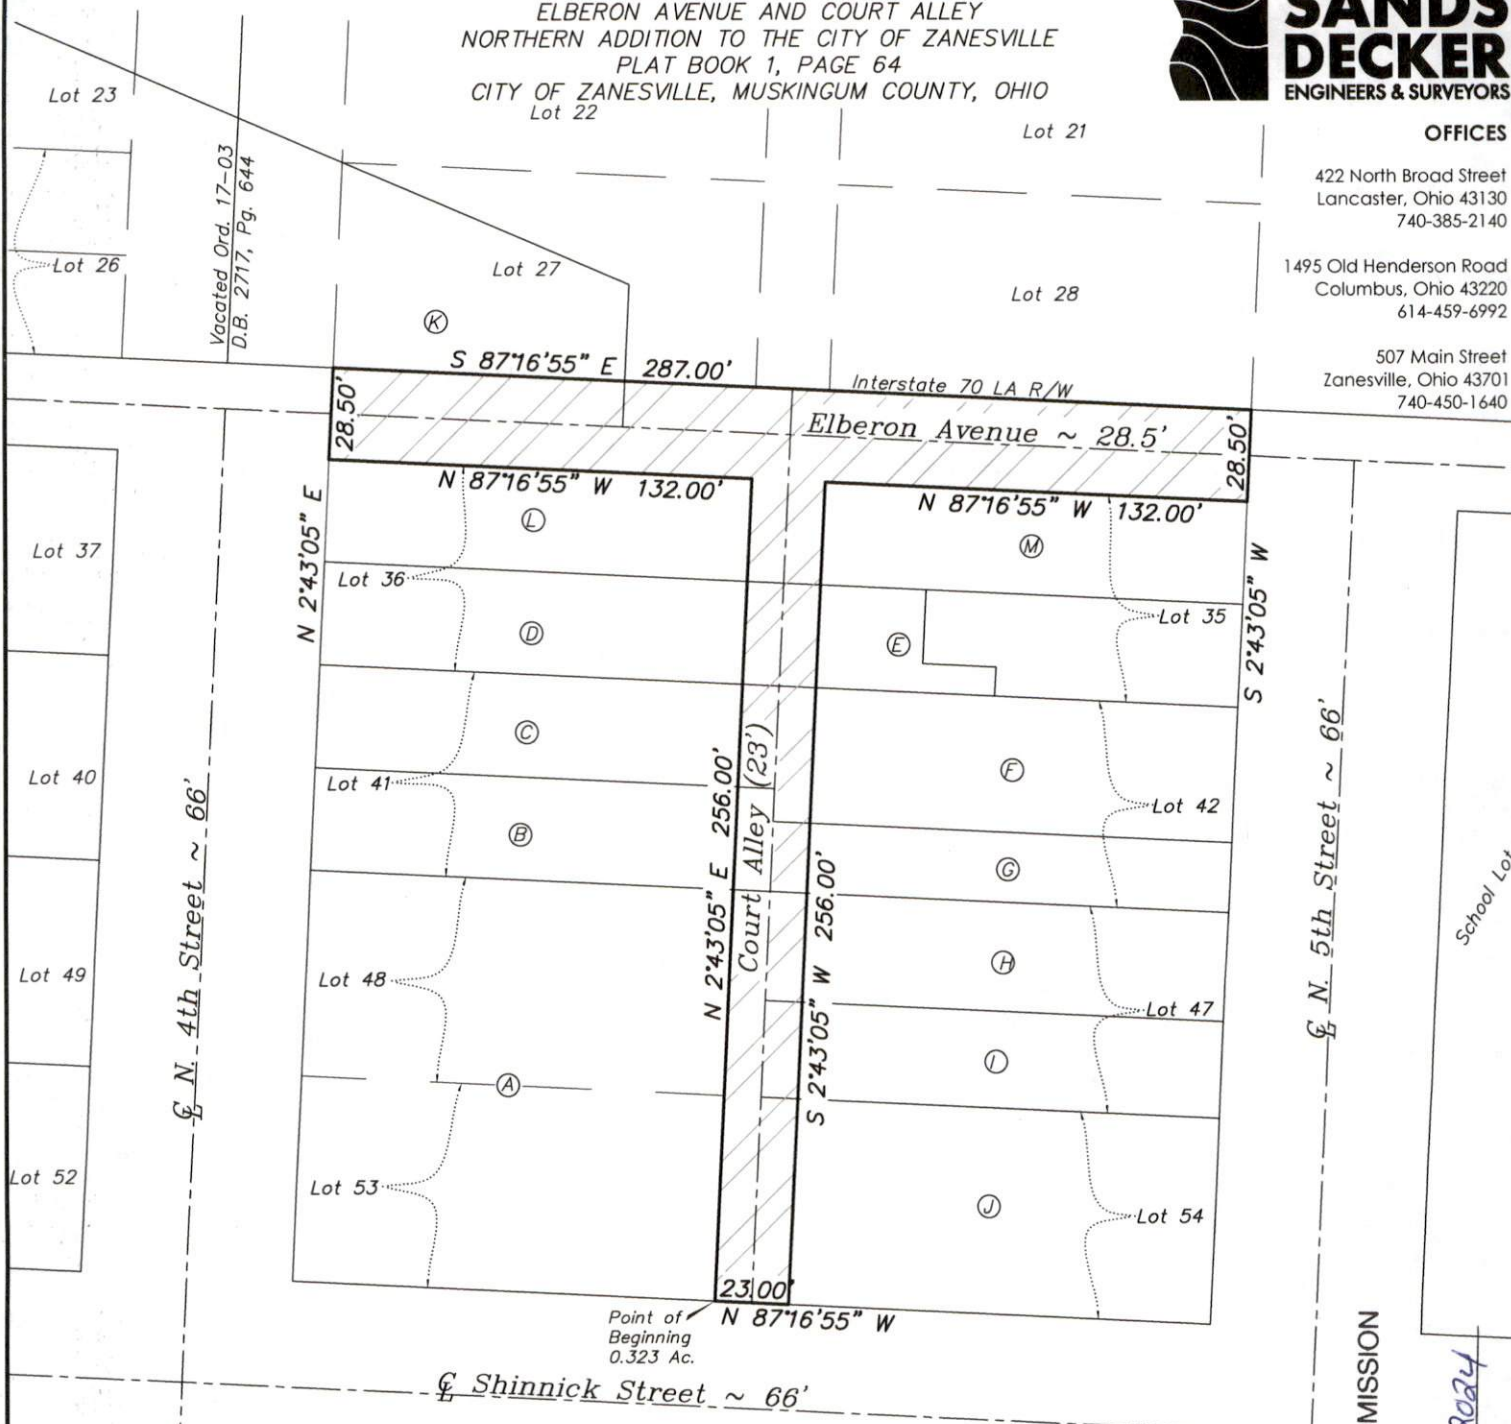 ELBERON AVENUE AND COURT ALLEY
NORTHERN ADDITION TO THE CITY OF ZANESVILLE
PLAT BOOK 1, PAGE 64
CITY OF ZANESVILLE, MUSKINGUM COUNTY, OHIO
SANDS
DECKER
ENGINEERS & SURVEYORS
OFFICES
422 North Broad Street
Lancaster, Ohio 43130
740-385-2140
1495 Old Henderson Road
Columbus, Ohio 43220
614-459-6992
507 Main Street
Zanesville, Ohio 43701
740-450-1640
Lot 23
Lot 22
Lot 21
Vacated Ord. 17-03
D.B. 2717, Pg. 644
Lot 26
Lot 27
Lot 28
K
S 87°16'55" E 287.00'
Interstate 70 LA R/W
28.50'
Elberon Avenue ~ 28.5'
28.50'
N 87°16'55" W 132.00'
N 87°16'55" W 132.00'
N 2°43'05" E
L
M
S 2°43'05" W
Lot 37
Lot 36
Lot 35
D
E
C
F
Lot 40
Lot 41
Lot 42
B
G
N 2°43'05" E 256.00'
Court Alley (23')
S 2°43'05" W 256.00'
℄ N. 4th Street ~ 66'
℄ N. 5th Street ~ 66'
School Lot
Lot 49
Lot 48
H
Lot 47
I
A
Lot 52
Lot 53
J
Lot 54
23.00'
N 87°16'55" W
Point of
Beginning
0.323 Ac.
℄ Shinnick Street ~ 66'
MISSION
2024